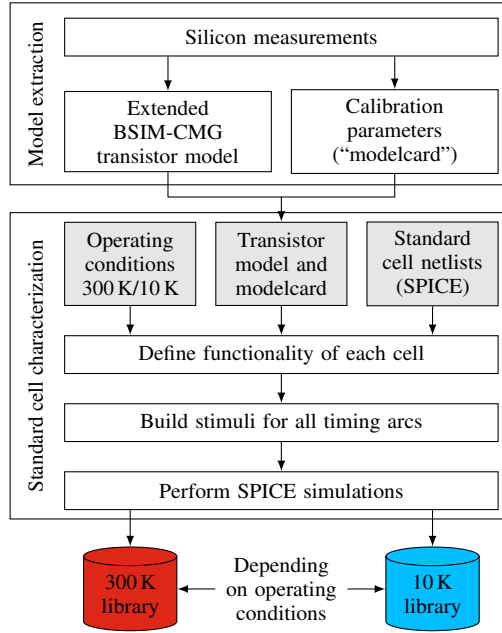 Model extraction
Silicon measurements
Extended
BSIM-CMG
transistor model
Calibration
parameters
(“modelcard”)
Standard cell characterization
Operating
conditions
300 K/10 K
Transistor
model and
modelcard
Standard
cell netlists
(SPICE)
Define functionality of each cell
Build stimuli for all timing arcs
Perform SPICE simulations
300 K
library
Depending
on operating
conditions
10 K
library